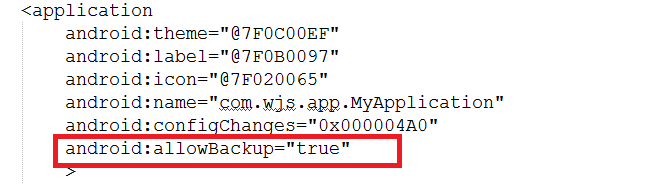 <application
android:theme="@7F0C00EF"
android:label="@7F0B0097"
android:icon="@7F020065"
android:name="com.wjs.app.MyApplication"
android:configChanges="0x000004A0"
android:allowBackup="true"
>